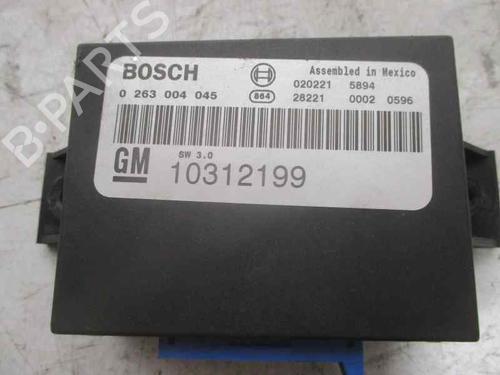 BOSCH
Assembled in Mexico
020221 5894
0 263 004 045
864
28221 0002 0596
GM
SW 3.0
10312199
B-PARTS